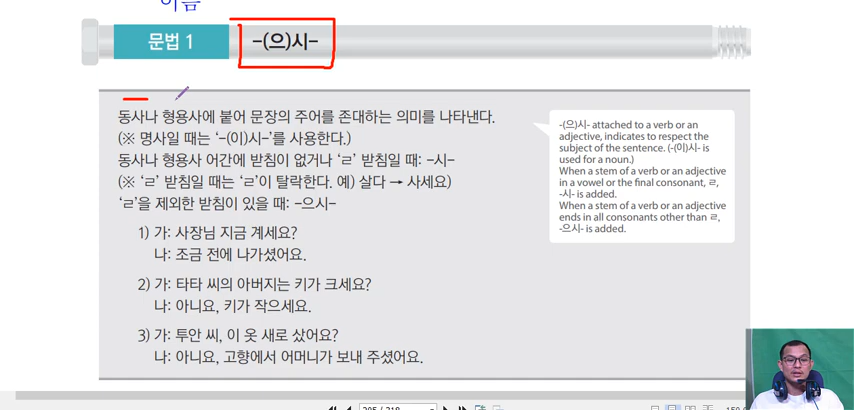 이름
문법 1
-(으)시-
동사나 형용사에 붙어 문장의 주어를 존대하는 의미를 나타낸다.
(※ 명사일 때는 ‘-(이)시-’를 사용한다.)
동사나 형용사 어간에 받침이 없거나 ‘ㄹ’ 받침일 때: -시-
(※ ‘ㄹ’ 받침일 때는 ‘ㄹ’이 탈락한다. 예) 살다 → 사세요)
‘ㄹ’을 제외한 받침이 있을 때: -으시-
1) 가: 사장님 지금 계세요?
나: 조금 전에 나가셨어요.
2) 가: 타타 씨의 아버지는 키가 크세요?
나: 아니요, 키가 작으세요.
3) 가: 투안 씨, 이 옷 새로 샀어요?
나: 아니요, 고향에서 어머니가 보내 주셨어요.
-(으)시- attached to a verb or an
adjective, indicates to respect the
subject of the sentence. (-(이)시- is
used for a noun.)
When a stem of a verb or an adjective
in a vowel or the final consonant, ㄹ,
-시- is added.
When a stem of a verb or an adjective
ends in all consonants other than ㄹ,
-으시- is added.
205 / 218